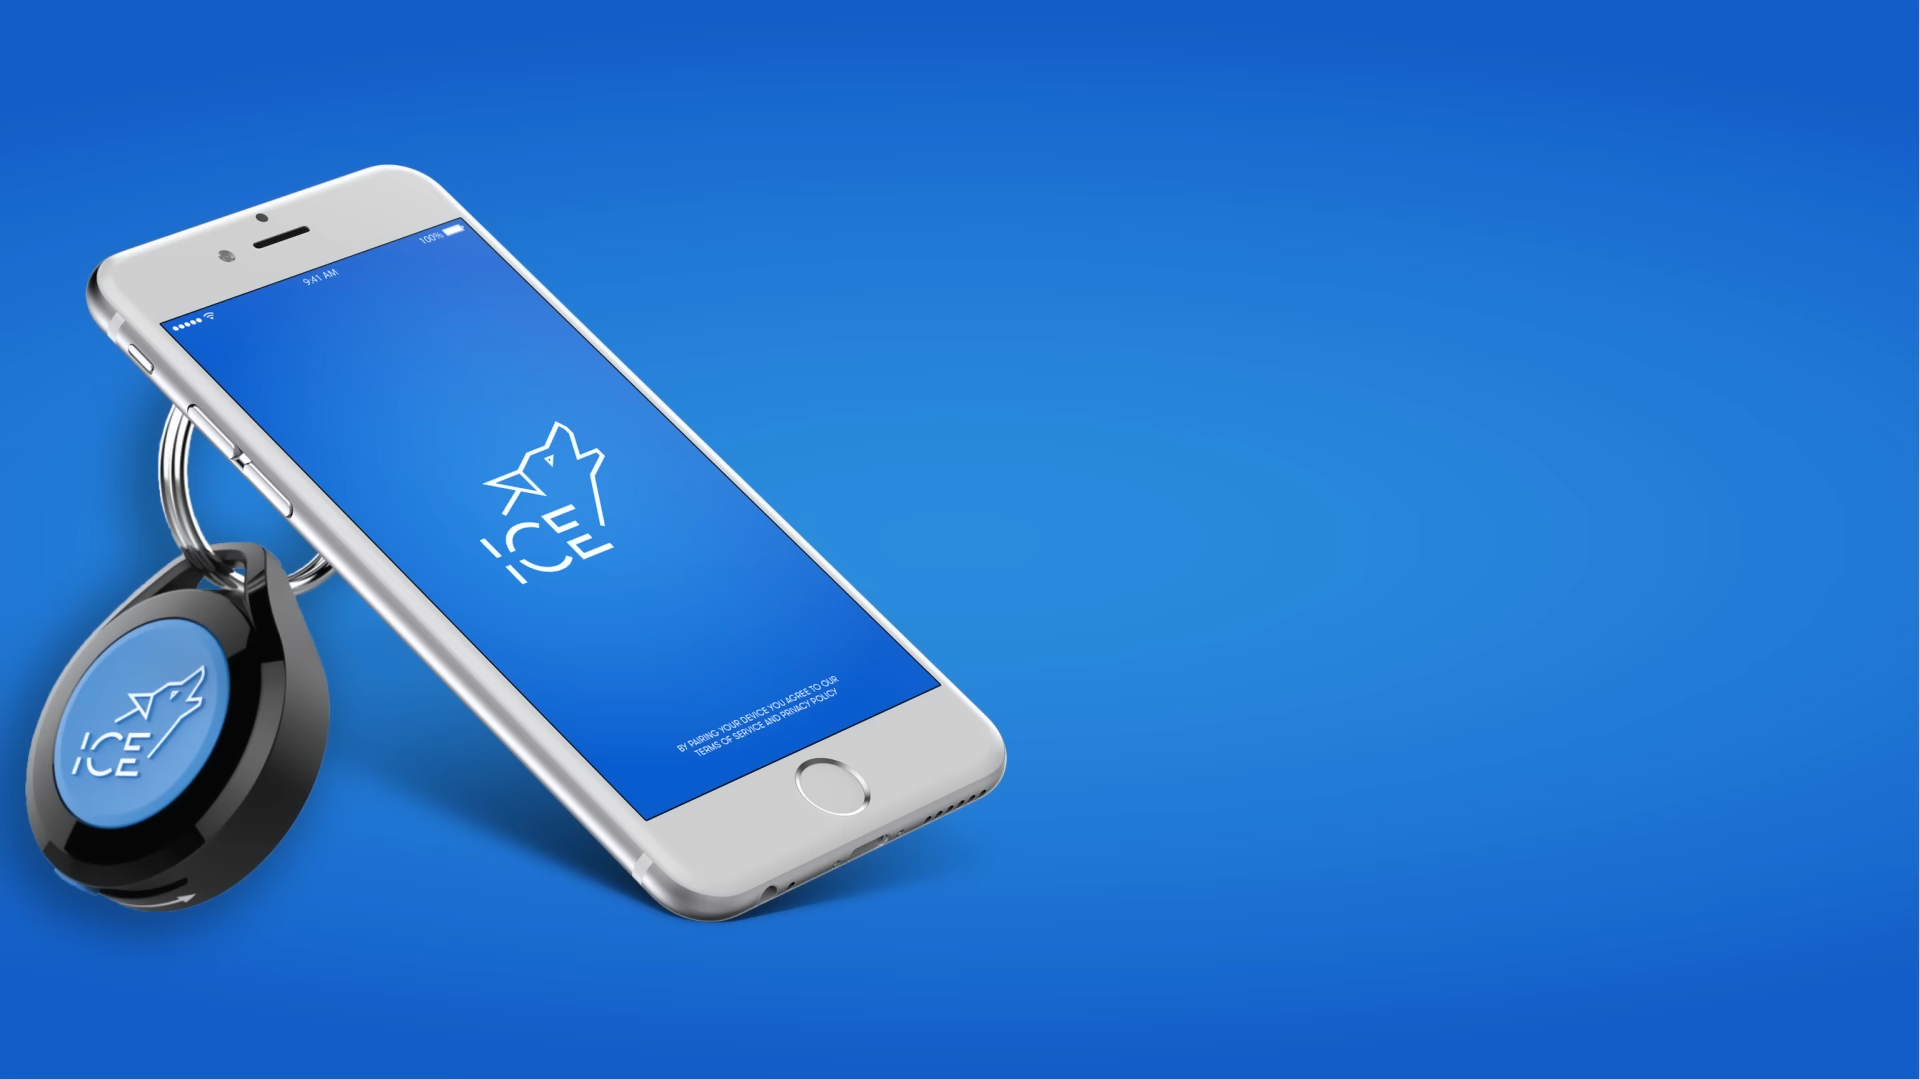 100%
9:41 AM
ICE
BY PAIRING YOUR DEVICE YOU AGREE TO OUR
TERMS OF SERVICE AND PRIVACY POLICY
ICE